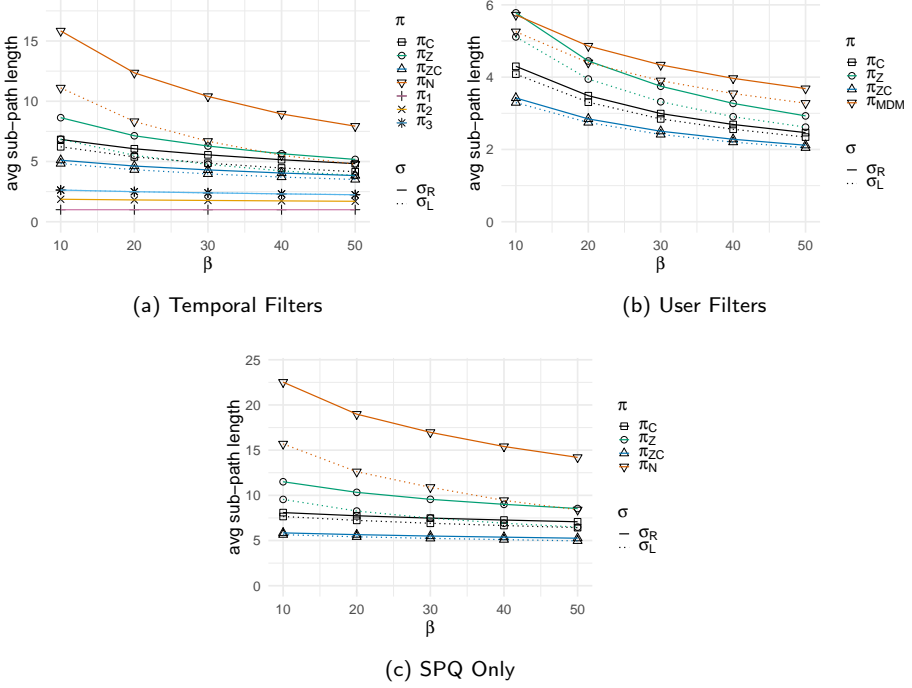 avg sub−path length
0
5
10
15
10
20
30
40
50
β
π
πC
πZ
πZC
πN
π1
π2
π3
σ
σR
σL
(a) Temporal Filters
avg sub−path length
0
2
4
6
10
20
30
40
50
β
π
πC
πZ
πZC
πMDM
σ
σR
σL
(b) User Filters
avg sub−path length
0
5
10
15
20
25
10
20
30
40
50
β
π
πC
πZ
πZC
πN
σ
σR
σL
(c) SPQ Only